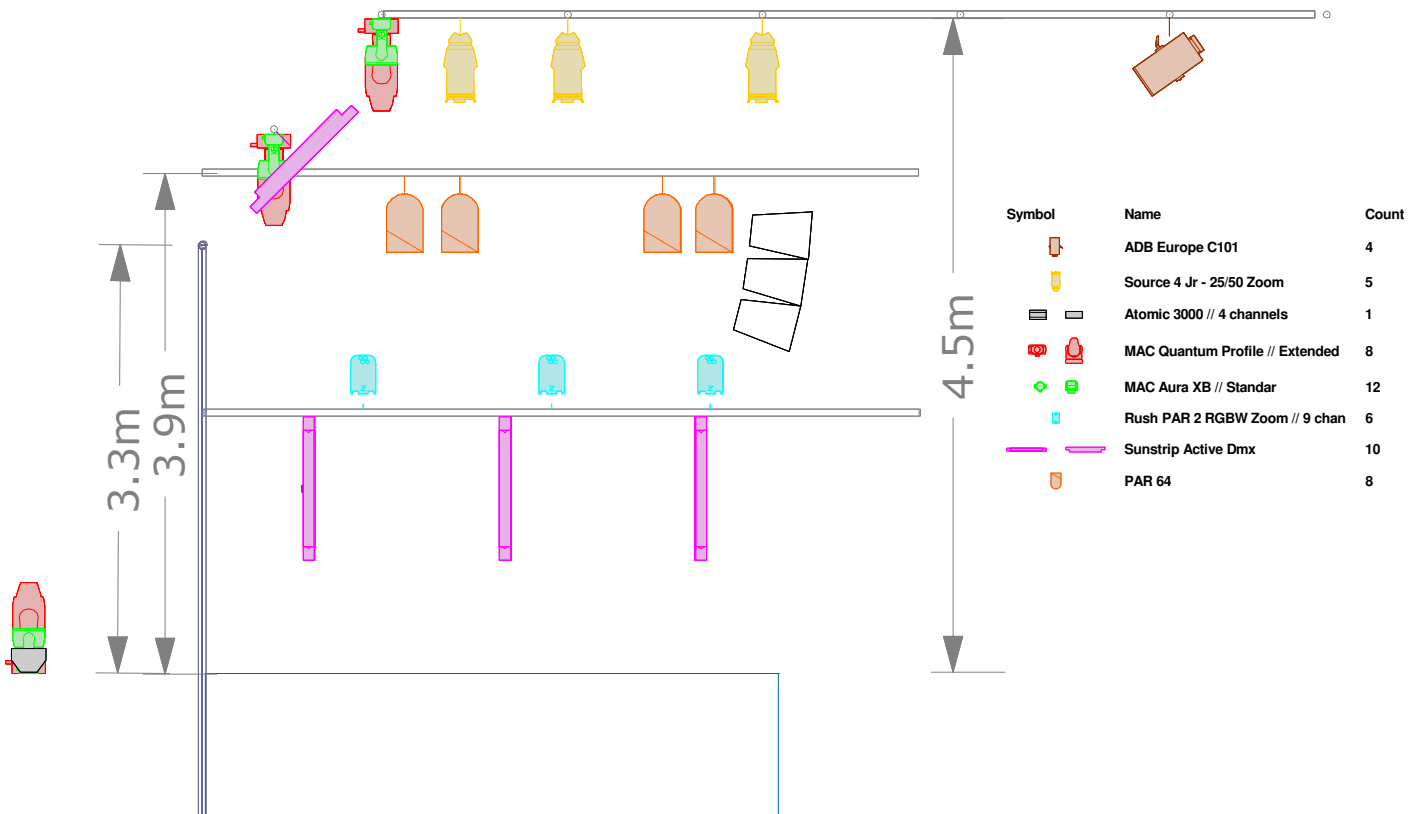 Symbol Name Count
ADB Europe C101 4
Source 4 Jr - 25/50 Zoom 5
Atomic 3000 // 4 channels 1
MAC Quantum Profile // Extended 8
MAC Aura XB // Standar 12
Rush PAR 2 RGBW Zoom // 9 chan 6
Sunstrip Active Dmx 10
PAR 64 8
3.3m
3.9m
4.5m